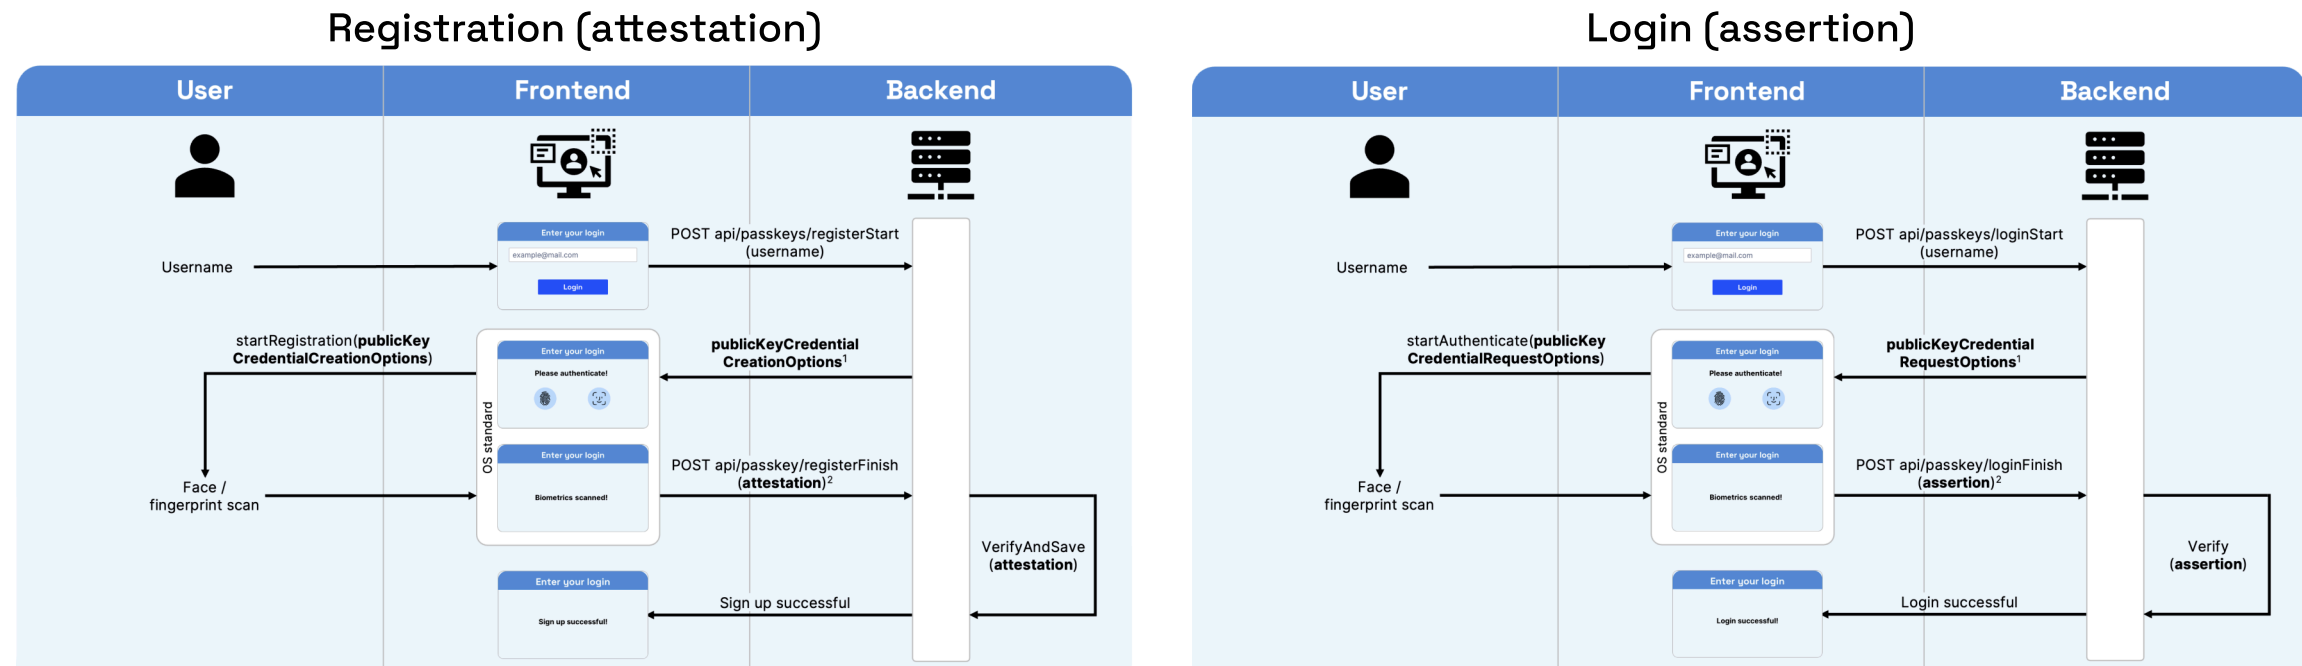 Registration (attestation)
User
Frontend
Backend
Enter your login
example@mail.com
Login
Username
POST api/passkeys/registerStart
(username)
startRegistration(publicKey
CredentialCreationOptions)
publicKeyCredential
CreationOptions¹
OS standard
Enter your login
Please authenticate!
Enter your login
Biometrics scanned!
Face /
fingerprint scan
POST api/passkey/registerFinish
(attestation)²
VerifyAndSave
(attestation)
Sign up successful
Enter your login
Sign up successful!
Login (assertion)
User
Frontend
Backend
Enter your login
example@mail.com
Login
Username
POST api/passkeys/loginStart
(username)
startAuthenticate(publicKey
CredentialRequestOptions)
publicKeyCredential
RequestOptions¹
OS standard
Enter your login
Please authenticate!
Enter your login
Biometrics scanned!
Face /
fingerprint scan
POST api/passkey/loginFinish
(assertion)²
Verify
(assertion)
Login successful
Enter your login
Login successful!